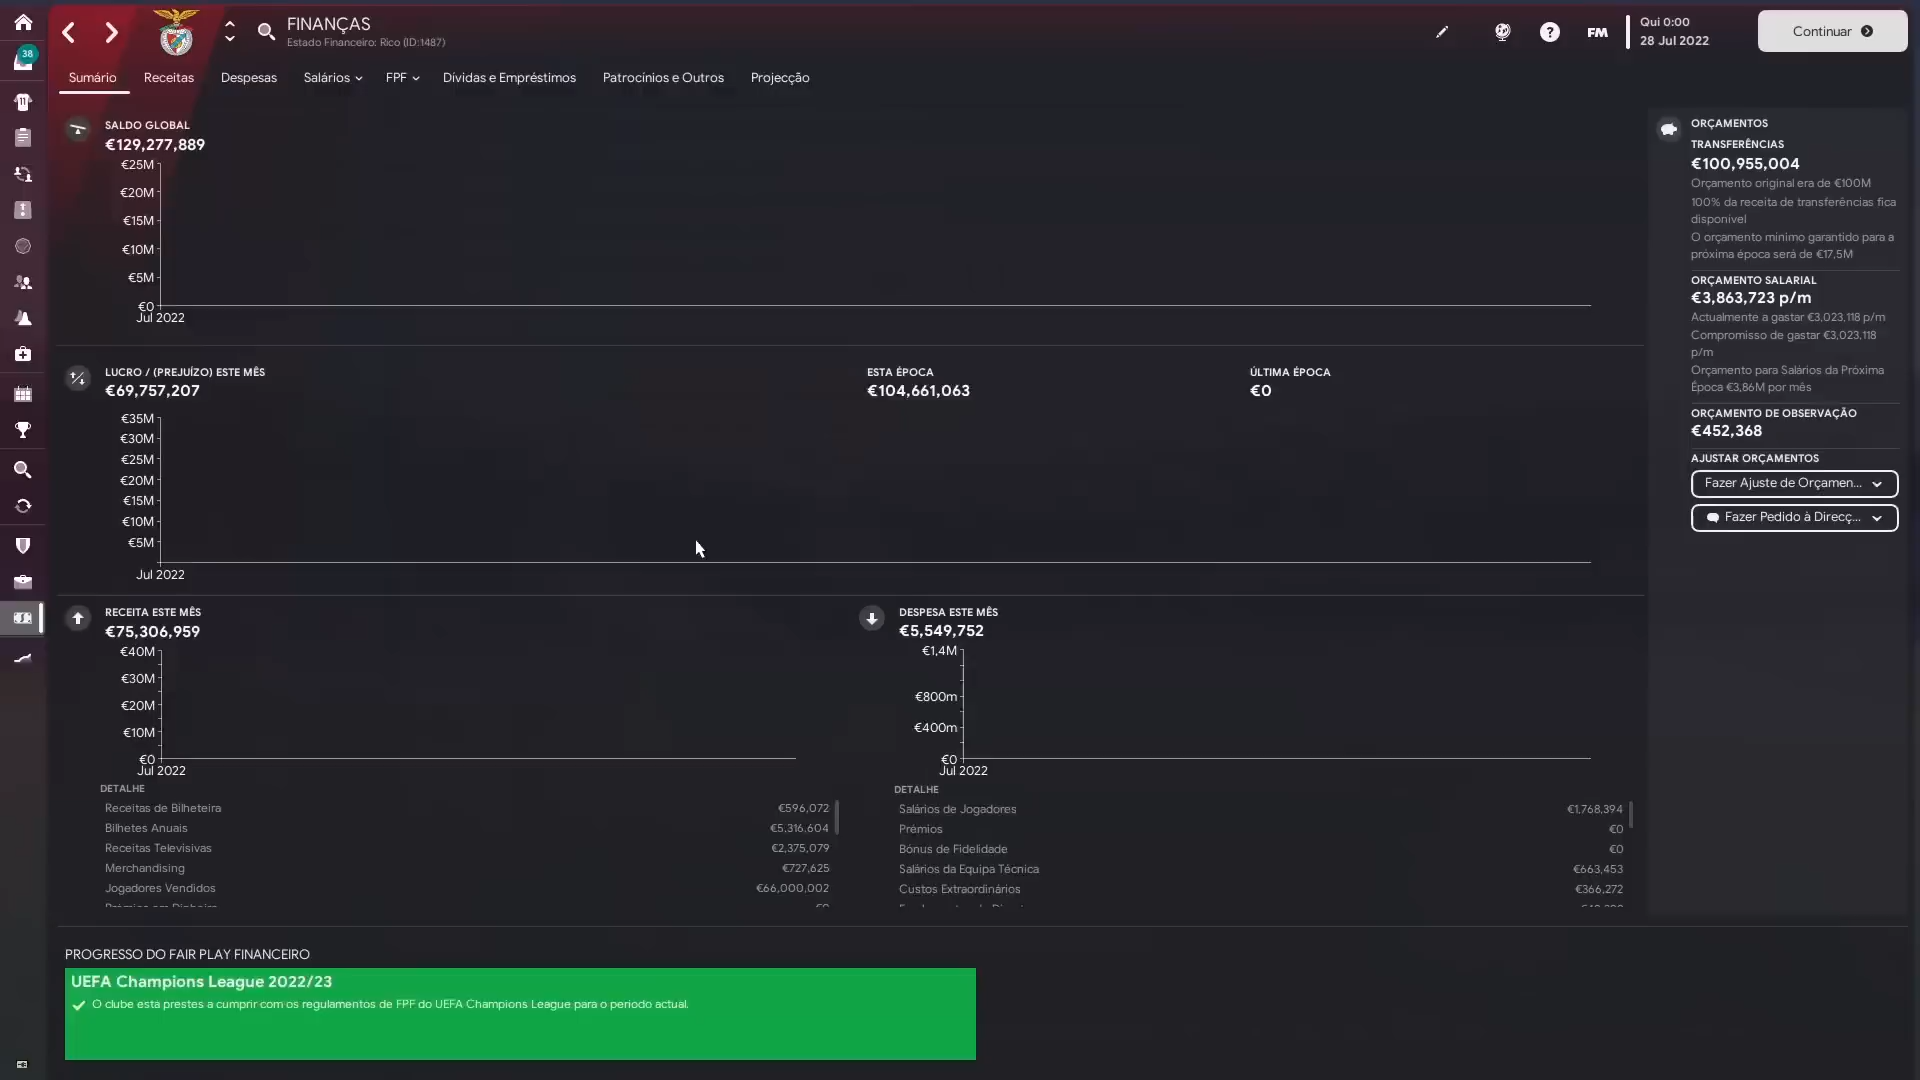 38
FINANÇAS
Estado Financeiro: Rico (ID:1487)
FM
Qui 0:00
28 Jul 2022
Continuar
Sumário
Receitas
Despesas
Salários
FPF
Dívidas e Empréstimos
Patrocínios e Outros
Projecção
SALDO GLOBAL
€129,277,889
€25M
€20M
€15M
€10M
€5M
€0
Jul 2022
LUCRO / (PREJUÍZO) ESTE MÊS
€69,757,207
ESTA ÉPOCA
€104,661,063
ÚLTIMA ÉPOCA
€0
€35M
€30M
€25M
€20M
€15M
€10M
€5M
Jul 2022
RECEITA ESTE MÊS
€75,306,959
€40M
€30M
€20M
€10M
€0
Jul 2022
DETALHE
Receitas de Bilheteira €596,072
Bilhetes Anuais €5,316,604
Receitas Televisivas €2,375,079
Merchandising €727,625
Jogadores Vendidos €66,000,002
DESPESA ESTE MÊS
€5,549,752
€1,4M
€800m
€400m
€0
Jul 2022
DETALHE
Salários de Jogadores €1,768,394
Prémios €0
Bónus de Fidelidade €0
Salários da Equipa Técnica €663,453
Custos Extraordinários €366,272
ORÇAMENTOS
TRANSFERÊNCIAS
€100,955,004
Orçamento original era de €100M
100% da receita de transferências fica
disponível
O orçamento mínimo garantido para a
próxima época será de €17,5M
ORÇAMENTO SALARIAL
€3,863,723 p/m
Actualmente a gastar €3,023,118 p/m
Compromisso de gastar €3,023,118
p/m
Orçamento para Salários da Próxima
Época €3,86M por mês
ORÇAMENTO DE OBSERVAÇÃO
€452,368
AJUSTAR ORÇAMENTOS
Fazer Ajuste de Orçamen...
Fazer Pedido à Direcç...
PROGRESSO DO FAIR PLAY FINANCEIRO
UEFA Champions League 2022/23
O clube está prestes a cumprir com os regulamentos de FPF do UEFA Champions League para o período actual.